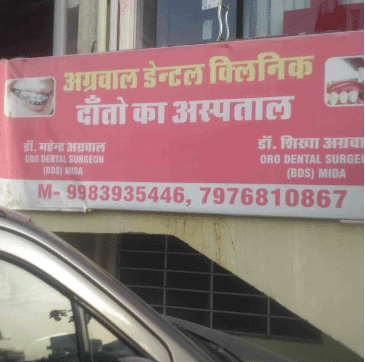 अग्रवाल डेन्टल क्लिनिक
दाँतो का अस्पताल
डॉ. महेन्द्र अग्रवाल
ORO DENTAL SURGEON
(BDS) MIDA
डॉ. शिखा अग्रवा
ORO DENTAL SURGEO
(BDS) MIDA
M- 9983935446, 7976810867